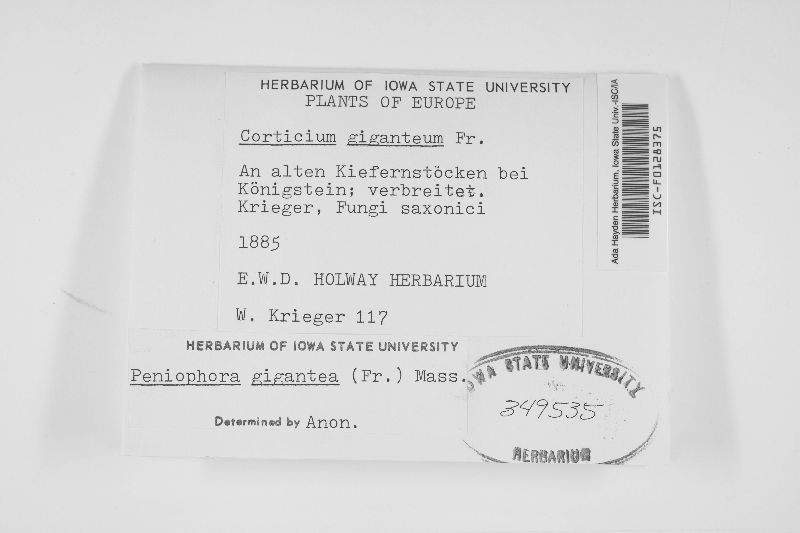 HERBARIUM OF IOWA STATE UNIVERSITY
PLANTS OF EUROPE
Corticium giganteum Fr.
An alten Kiefernstöcken bei
Königstein; verbreitet.
Krieger, Fungi saxonici
1885
E.W.D. HOLWAY HERBARIUM
W. Krieger 117
Ada Hayden Herbarium, Iowa State Univ.-ISC/IA
ISC-F0128375
HERBARIUM OF IOWA STATE UNIVERSITY
Peniophora gigantea (Fr.) Mass.
Determined by Anon.
IOWA STATE UNIVERSITY
349535
HERBARIUM